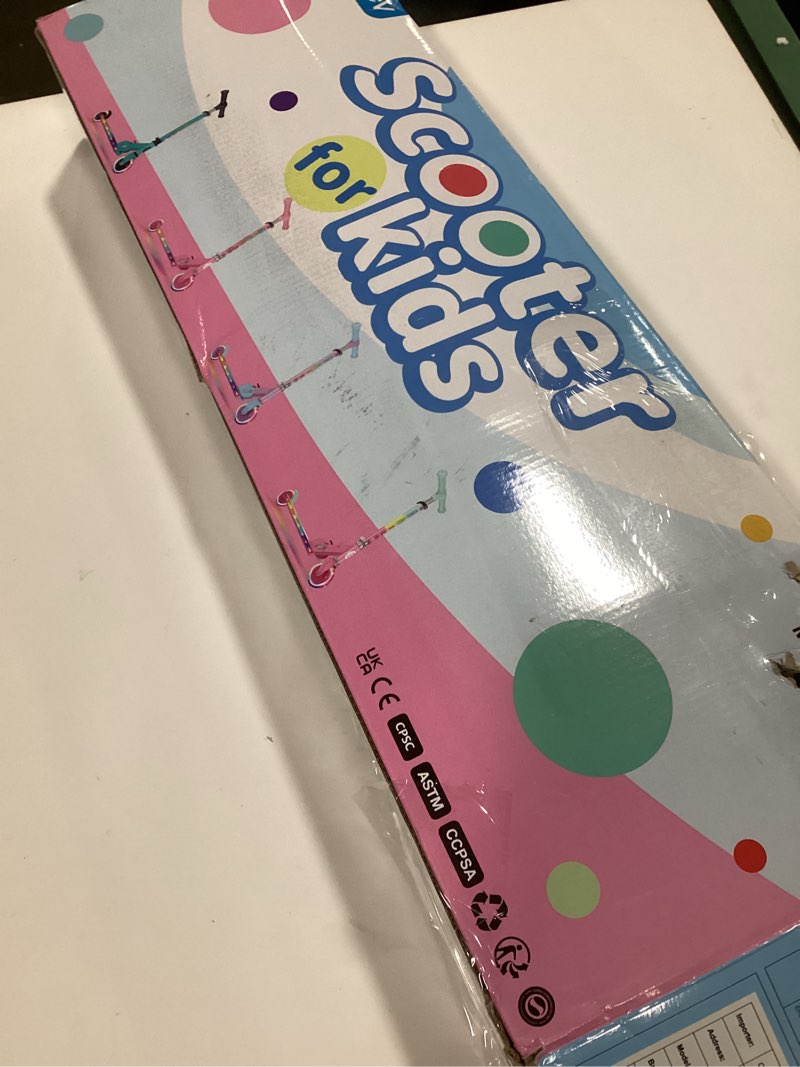 Scooter
for
kids
UK
CA
CE
CPSC
ASTM
CCPSA
Importer:
Address:
Model